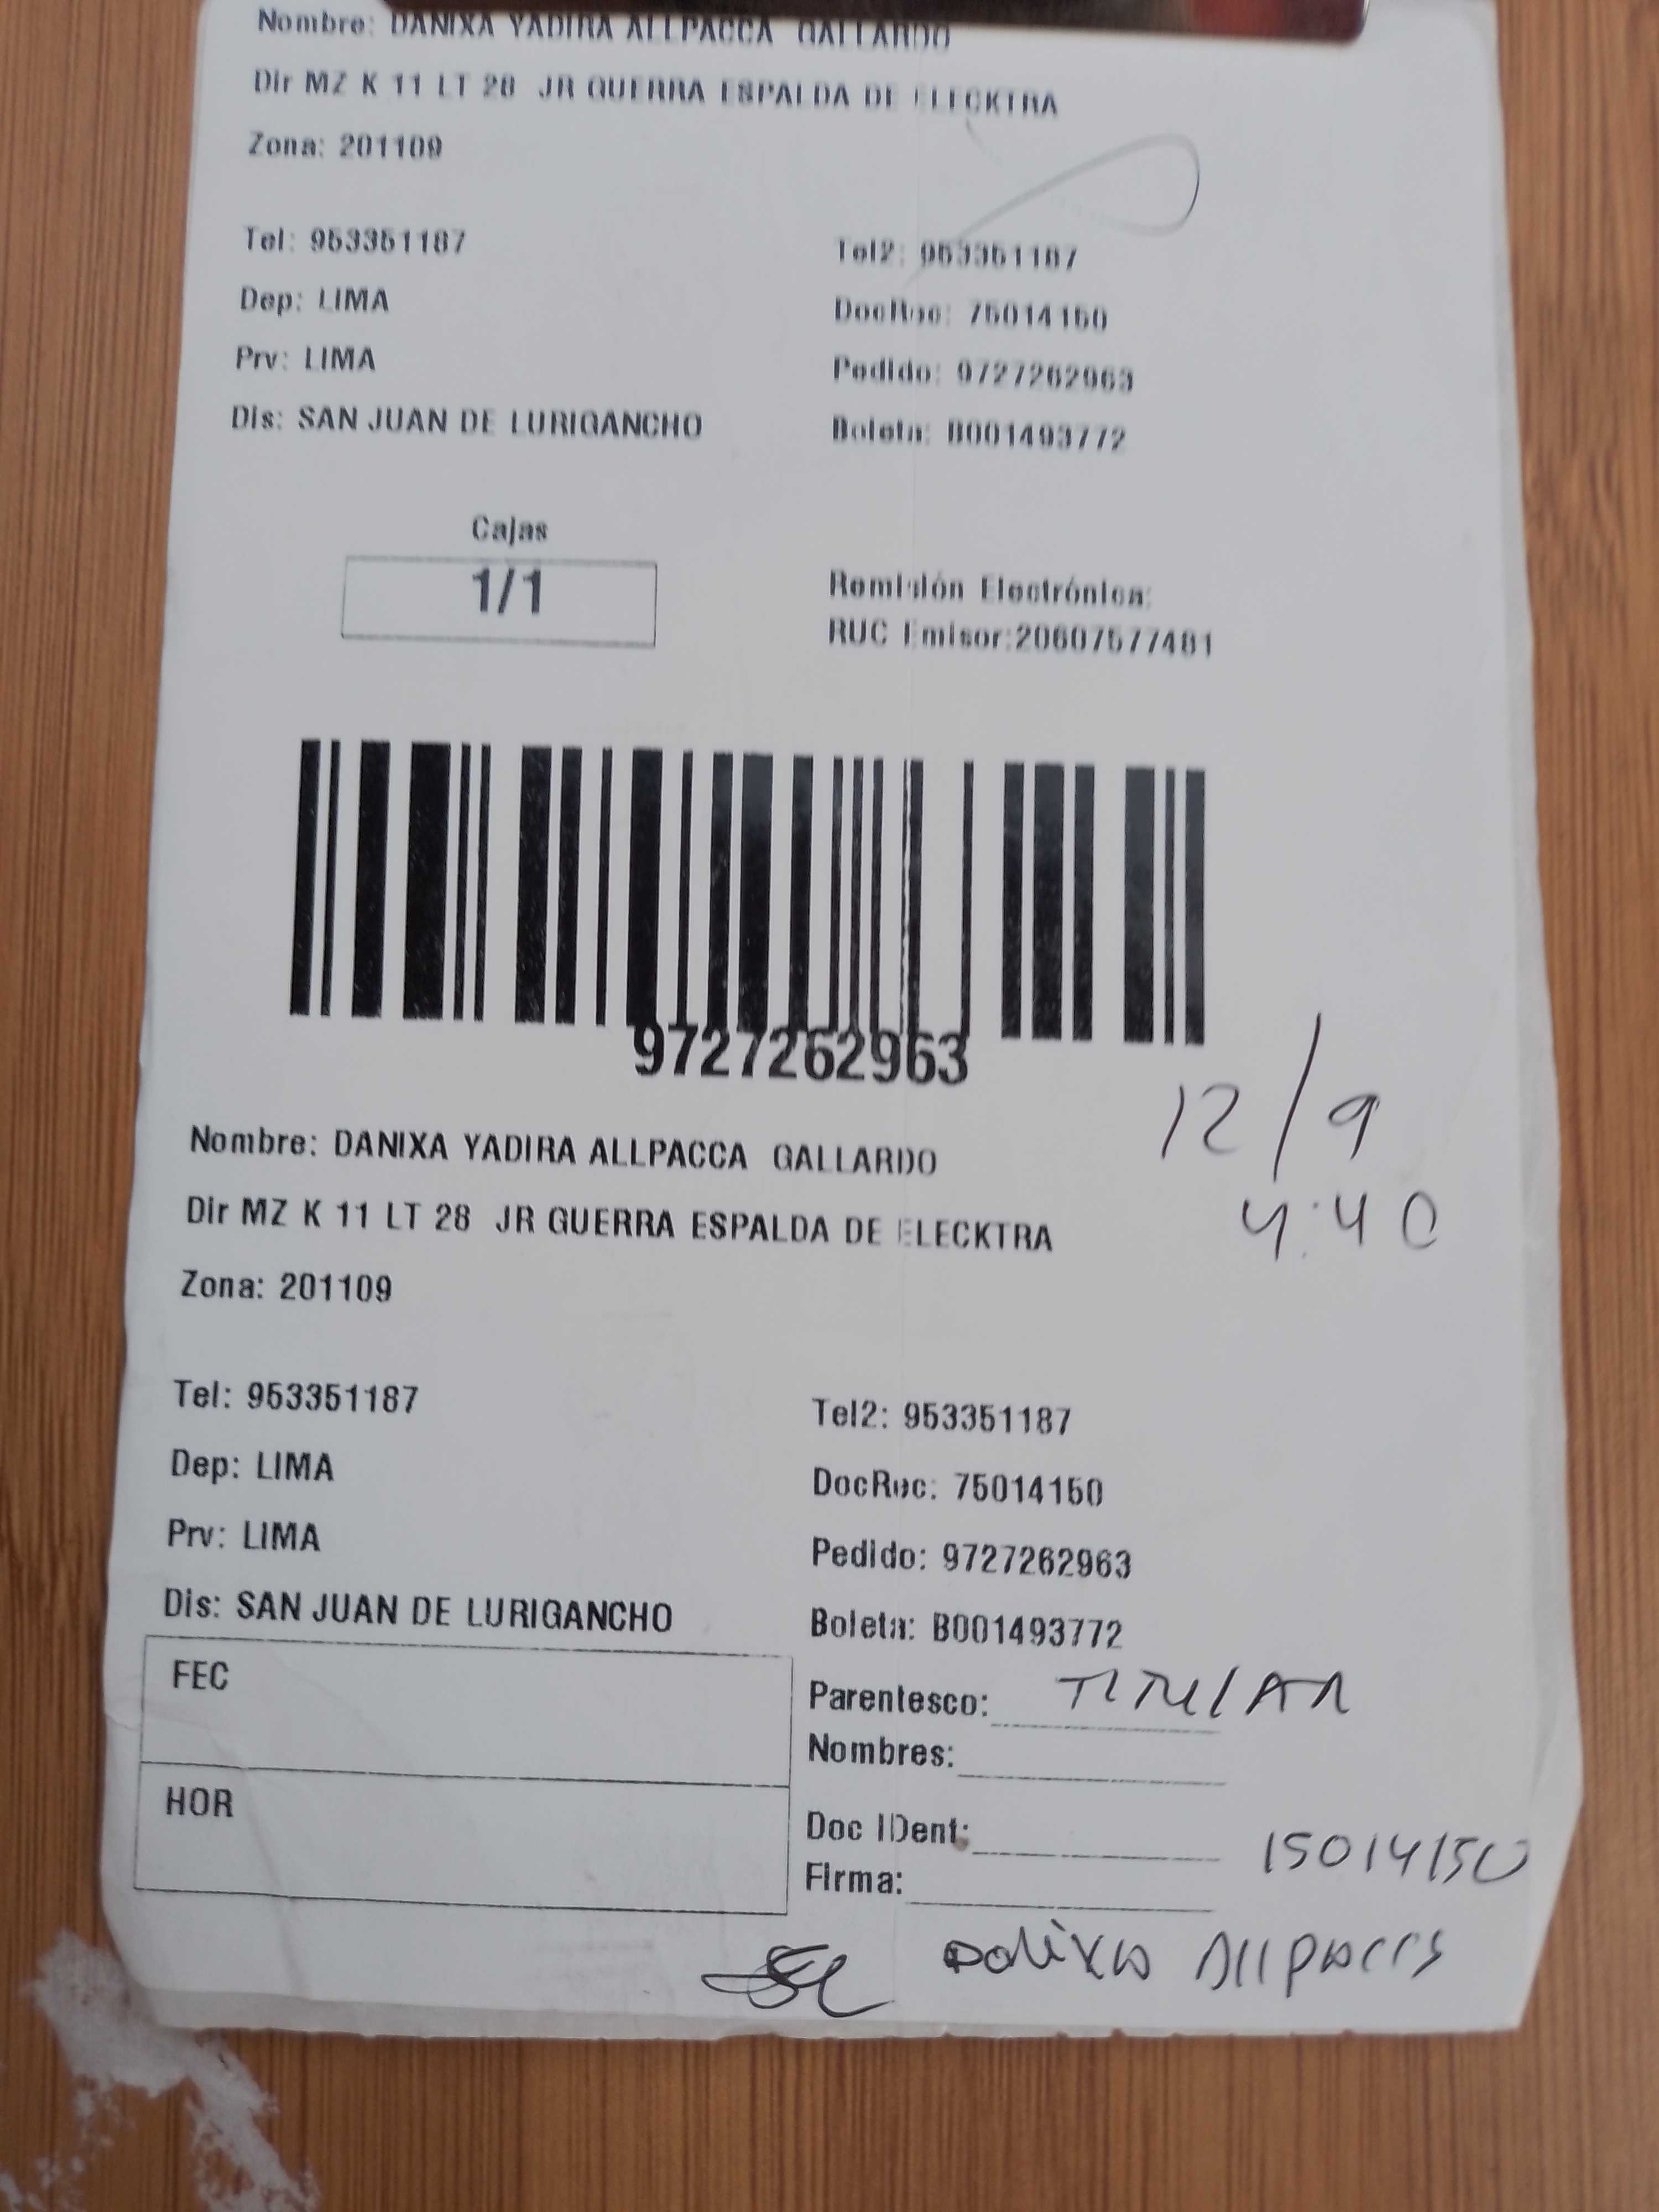 Nombre: DANIXA YADIRA ALLPACCA GALLARDO
Dir MZ K 11 LT 28 JR GUERRA ESPALDA DE ELECKTRA
Zona: 201109
Tel: 953351187
Tel2: 953351187
Dep: LIMA
DocRec: 75014150
Prv: LIMA
Pedido: 9727262963
Dis: SAN JUAN DE LURIGANCHO
Boleta: B001493772
Cajas
1/1
Remisión Electrónica:
RUC Emisor:20607577481
9727262963
12/9
4:40
Nombre: DANIXA YADIRA ALLPACCA GALLARDO
Dir MZ K 11 LT 28 JR GUERRA ESPALDA DE ELECKTRA
Zona: 201109
Tel: 953351187
Tel2: 953351187
Dep: LIMA
DocRec: 75014150
Prv: LIMA
Pedido: 9727262963
Dis: SAN JUAN DE LURIGANCHO
Boleta: B001493772
FEC
Parentesco: TITULAR
Nombres:
HOR
Doc IDent: 75014150
Firma:
Danixa Allpacca